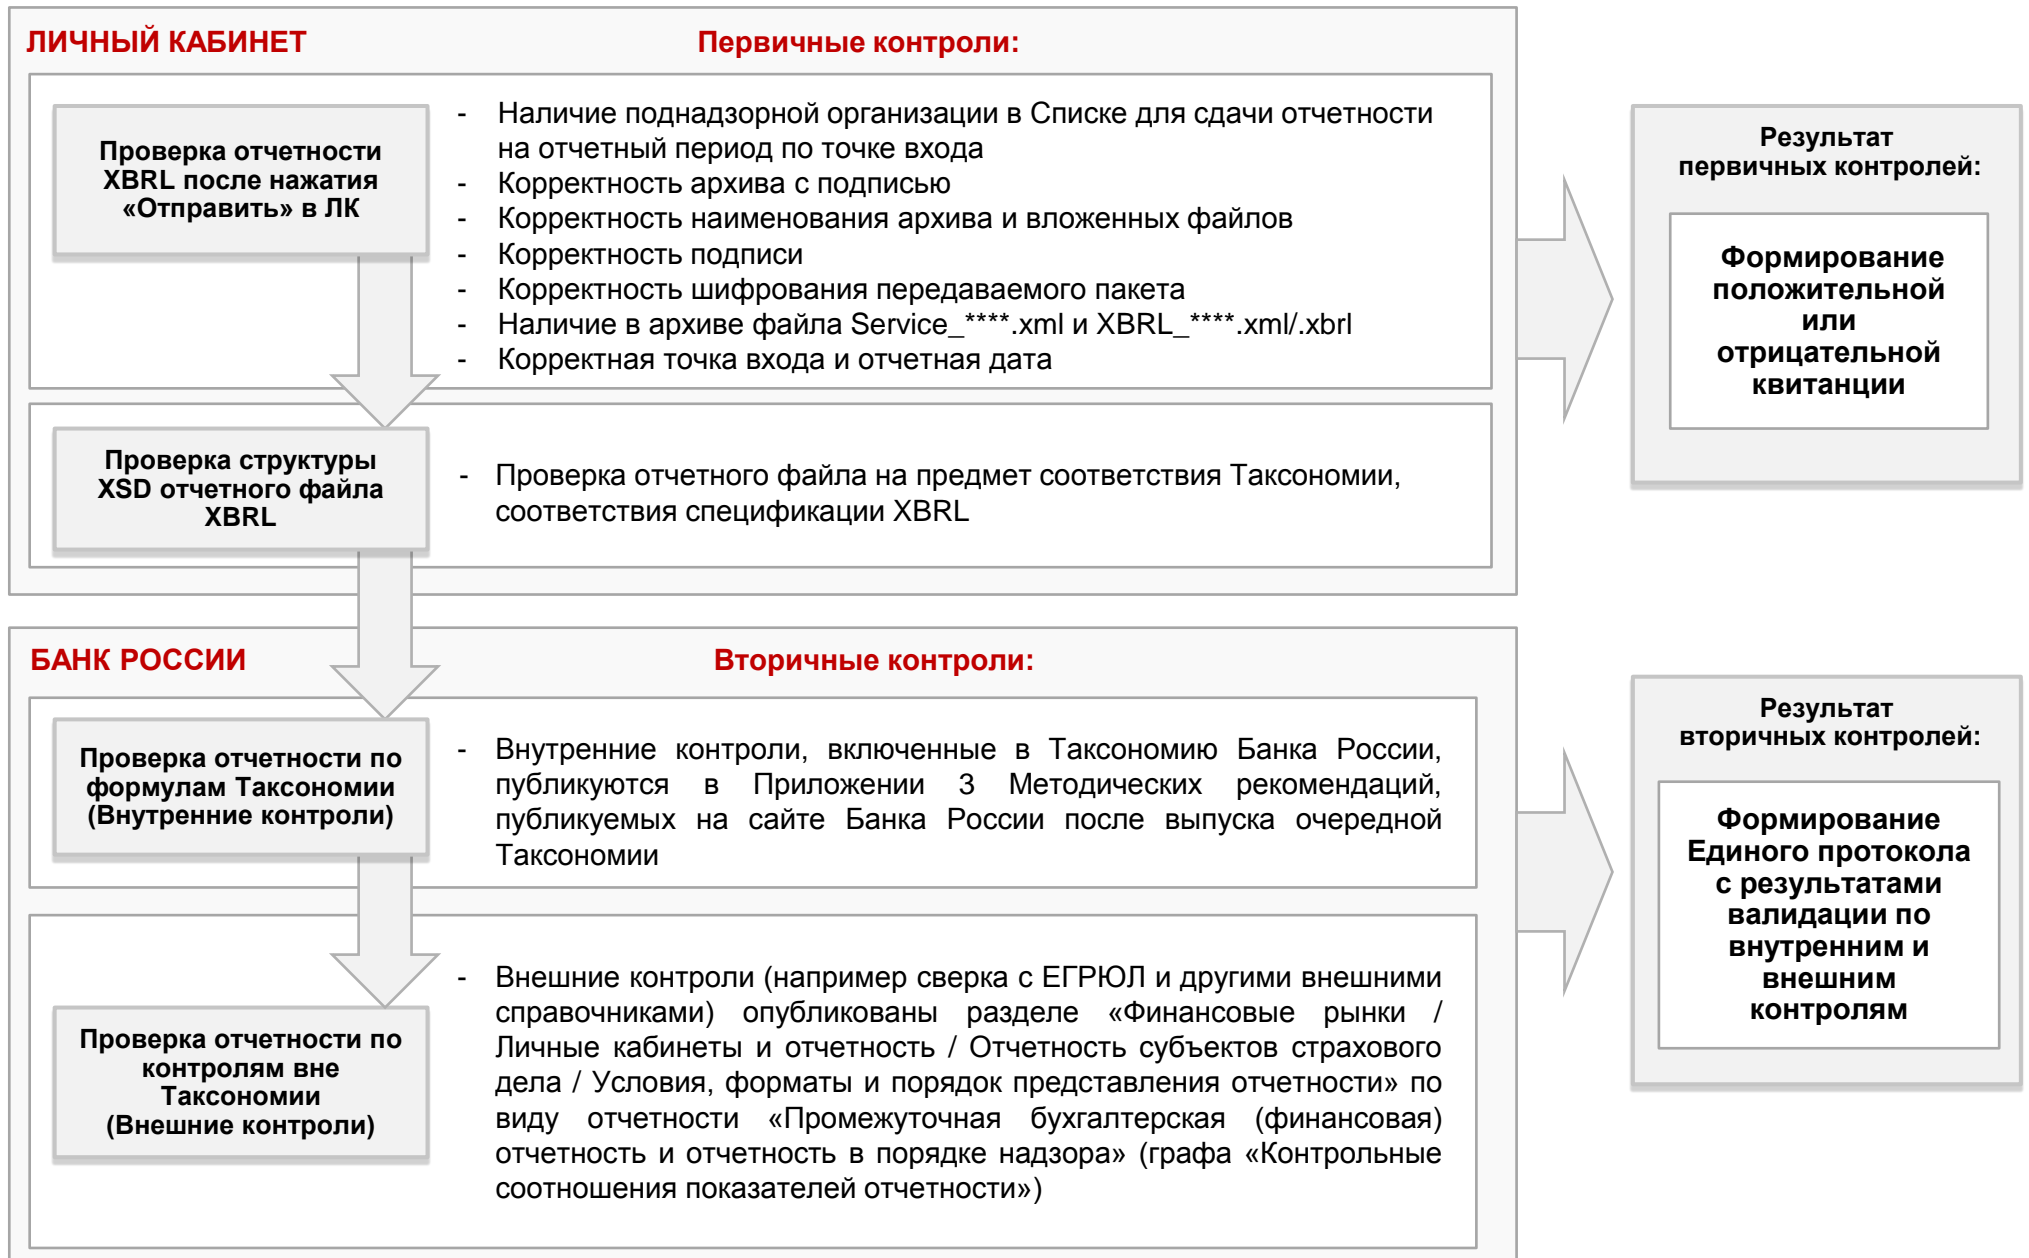 ЛИЧНЫЙ КАБИНЕТ
Первичные контроли:
Проверка отчетности
XBRL после нажатия
«Отправить» в ЛК
- Наличие поднадзорной организации в Списке для сдачи отчетности
на отчетный период по точке входа
- Корректность архива с подписью
- Корректность наименования архива и вложенных файлов
- Корректность подписи
- Корректность шифрования передаваемого пакета
- Наличие в архиве файла Service_****.xml и XBRL_****.xml/.xbrl
- Корректная точка входа и отчетная дата
Результат
первичных контролей:
Формирование
положительной
или
отрицательной
квитанции
Проверка структуры
XSD отчетного файла
XBRL
- Проверка отчетного файла на предмет соответствия Таксономии,
соответствия спецификации XBRL
БАНК РОССИИ
Вторичные контроли:
Проверка отчетности по
формулам Таксономии
(Внутренние контроли)
- Внутренние контроли, включенные в Таксономию Банка России,
публикуются в Приложении 3 Методических рекомендаций,
публикуемых на сайте Банка России после выпуска очередной
Таксономии
Результат
вторичных контролей:
Формирование
Единого протокола
с результатами
валидации по
внутренним и
внешним
контролям
Проверка отчетности по
контролям вне
Таксономии
(Внешние контроли)
- Внешние контроли (например сверка с ЕГРЮЛ и другими внешними
справочниками) опубликованы разделе «Финансовые рынки /
Личные кабинеты и отчетность / Отчетность субъектов страхового
дела / Условия, форматы и порядок представления отчетности» по
виду отчетности «Промежуточная бухгалтерская (финансовая)
отчетность и отчетность в порядке надзора» (графа «Контрольные
соотношения показателей отчетности»)